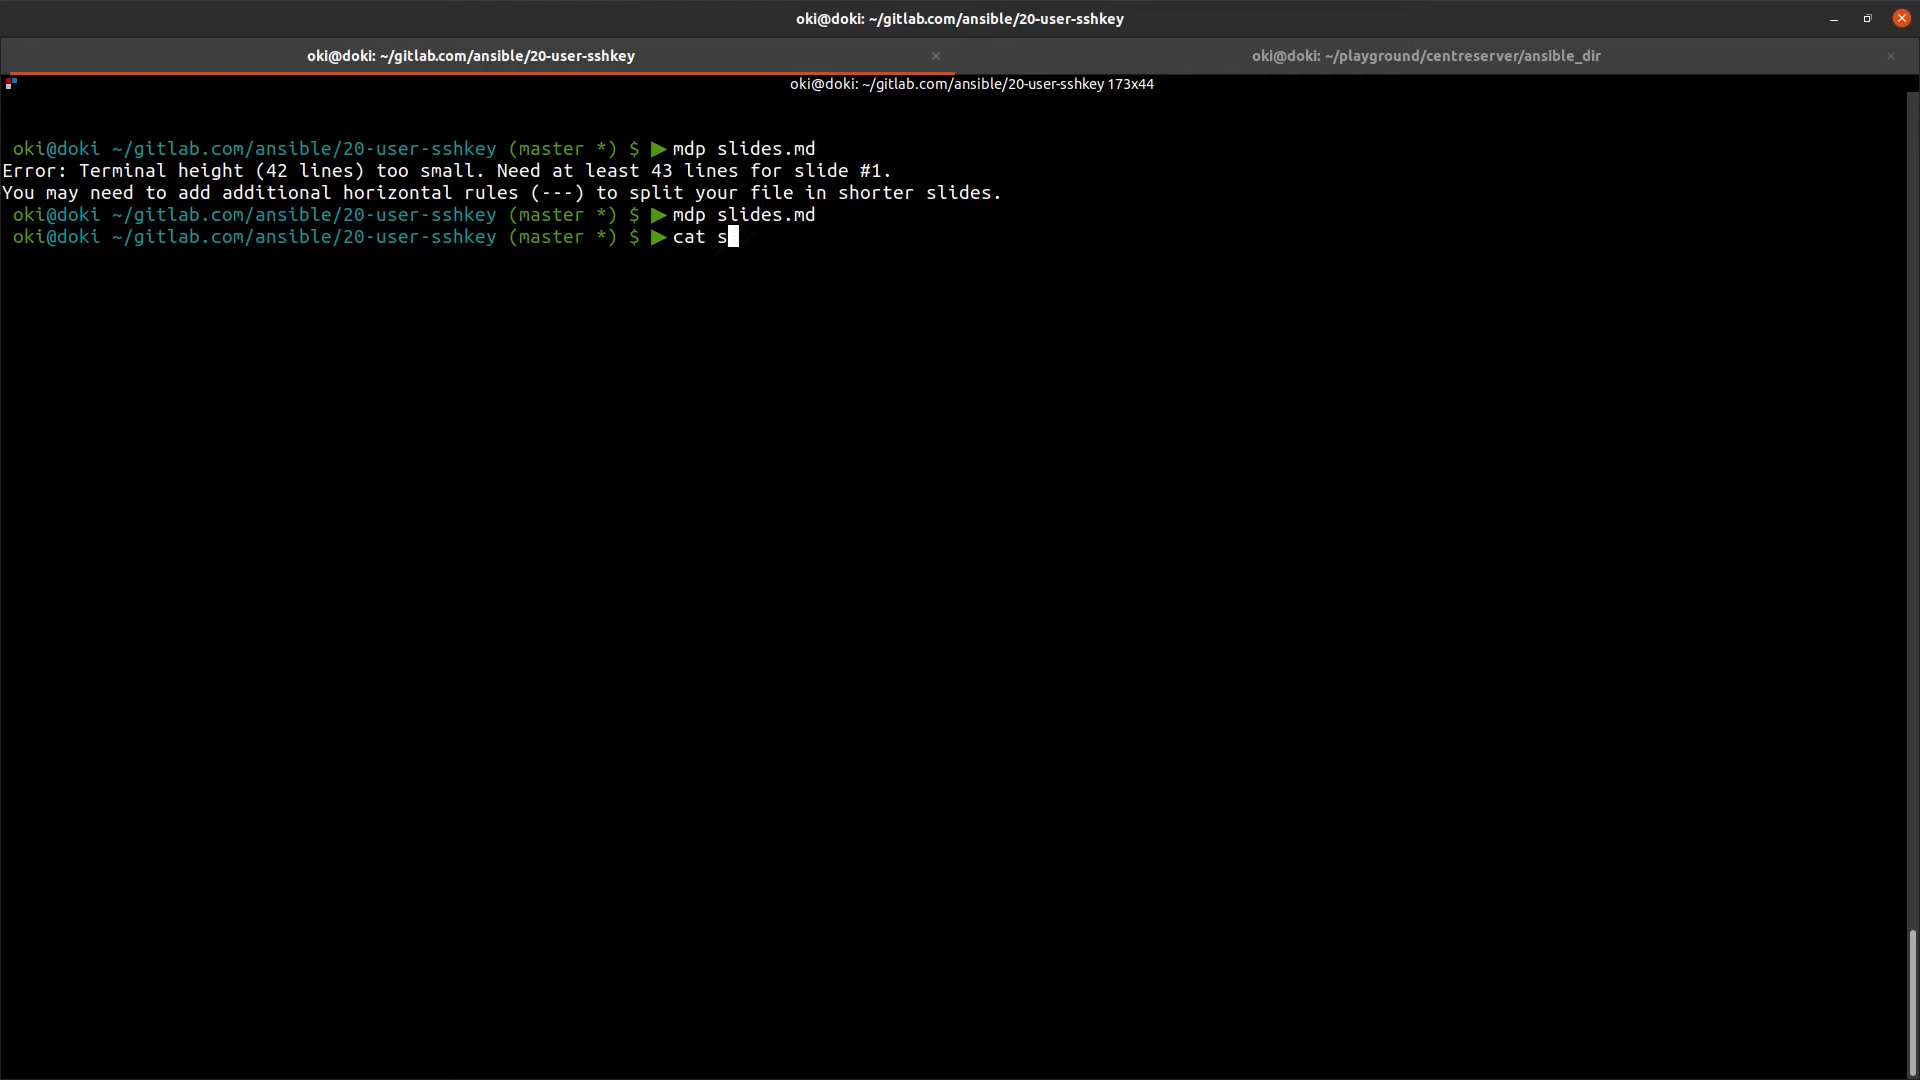 oki@doki: ~/gitlab.com/ansible/20-user-sshkey
oki@doki: ~/gitlab.com/ansible/20-user-sshkey × oki@doki: ~/playground/centreserver/ansible_dir ×
oki@doki: ~/gitlab.com/ansible/20-user-sshkey 173x44
oki@doki ~/gitlab.com/ansible/20-user-sshkey (master *) $ ▶ mdp slides.md
Error: Terminal height (42 lines) too small. Need at least 43 lines for slide #1.
You may need to add additional horizontal rules (---) to split your file in shorter slides.
oki@doki ~/gitlab.com/ansible/20-user-sshkey (master *) $ ▶ mdp slides.md
oki@doki ~/gitlab.com/ansible/20-user-sshkey (master *) $ ▶ cat s